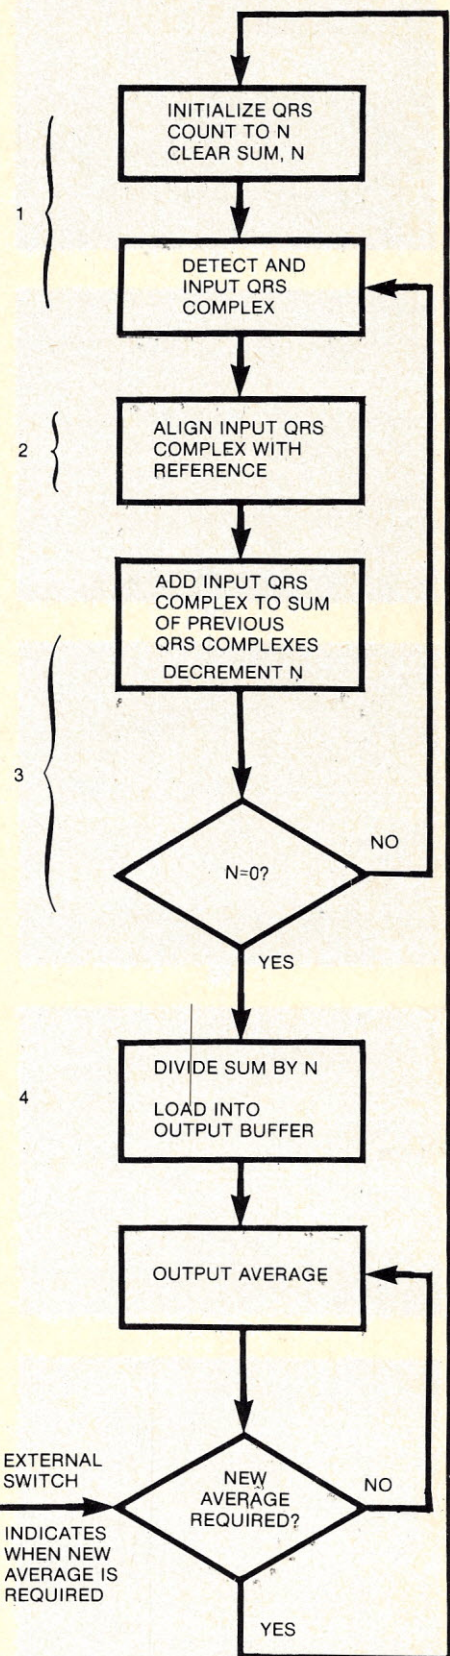 INITIALIZE QRS
COUNT TO N
CLEAR SUM, N
1
DETECT AND
INPUT QRS
COMPLEX
2
ALIGN INPUT QRS
COMPLEX WITH
REFERENCE
ADD INPUT QRS
COMPLEX TO SUM
OF PREVIOUS
QRS COMPLEXES
DECREMENT N
3
N=0?
NO
YES
4
DIVIDE SUM BY N
LOAD INTO
OUTPUT BUFFER
OUTPUT AVERAGE
EXTERNAL
SWITCH
INDICATES
WHEN NEW
AVERAGE IS
REQUIRED
NEW
AVERAGE
REQUIRED?
NO
YES